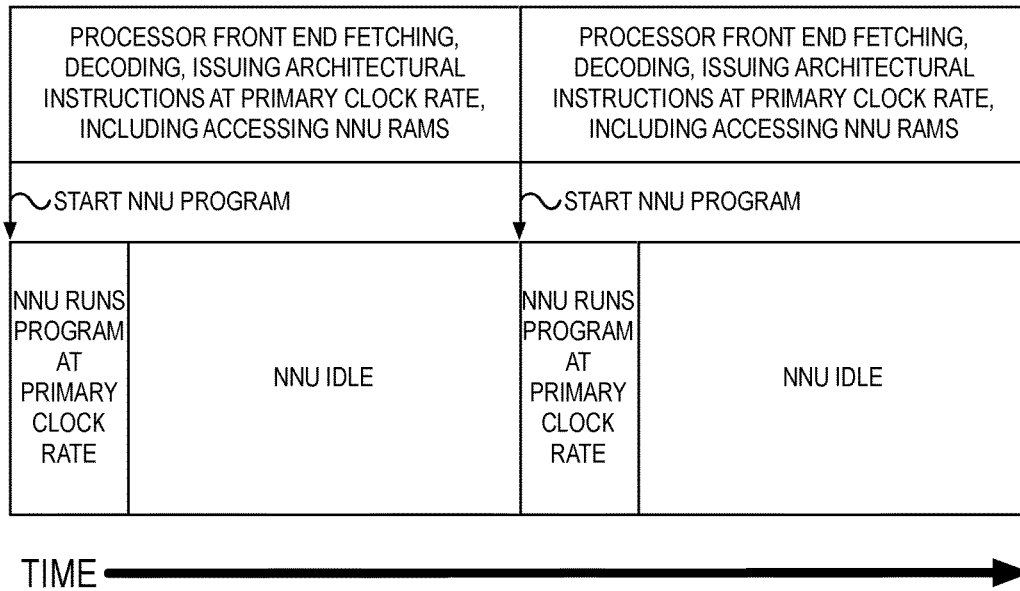 PROCESSOR FRONT END FETCHING,
DECODING, ISSUING ARCHITECTURAL
INSTRUCTIONS AT PRIMARY CLOCK RATE,
INCLUDING ACCESSING NNU RAMS
PROCESSOR FRONT END FETCHING,
DECODING, ISSUING ARCHITECTURAL
INSTRUCTIONS AT PRIMARY CLOCK RATE,
INCLUDING ACCESSING NNU RAMS
START NNU PROGRAM
START NNU PROGRAM
NNU RUNS
PROGRAM
AT
PRIMARY
CLOCK
RATE
NNU IDLE
NNU RUNS
PROGRAM
AT
PRIMARY
CLOCK
RATE
NNU IDLE
TIME